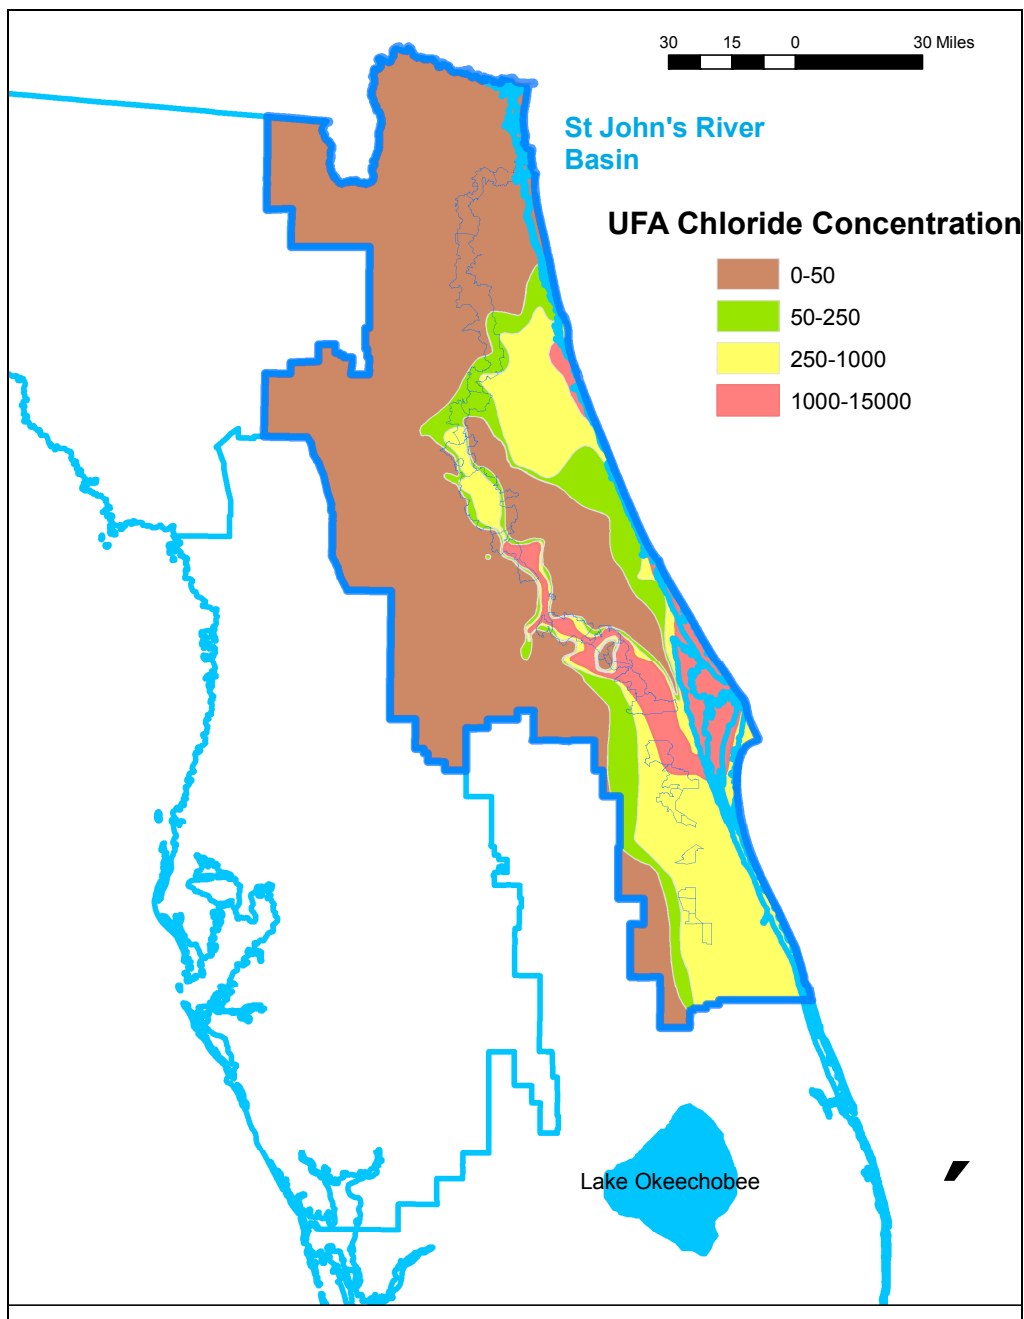 30 15 0 30 Miles
St John's River
Basin
UFA Chloride Concentration
0-50
50-250
250-1000
1000-15000
Lake Okeechobee